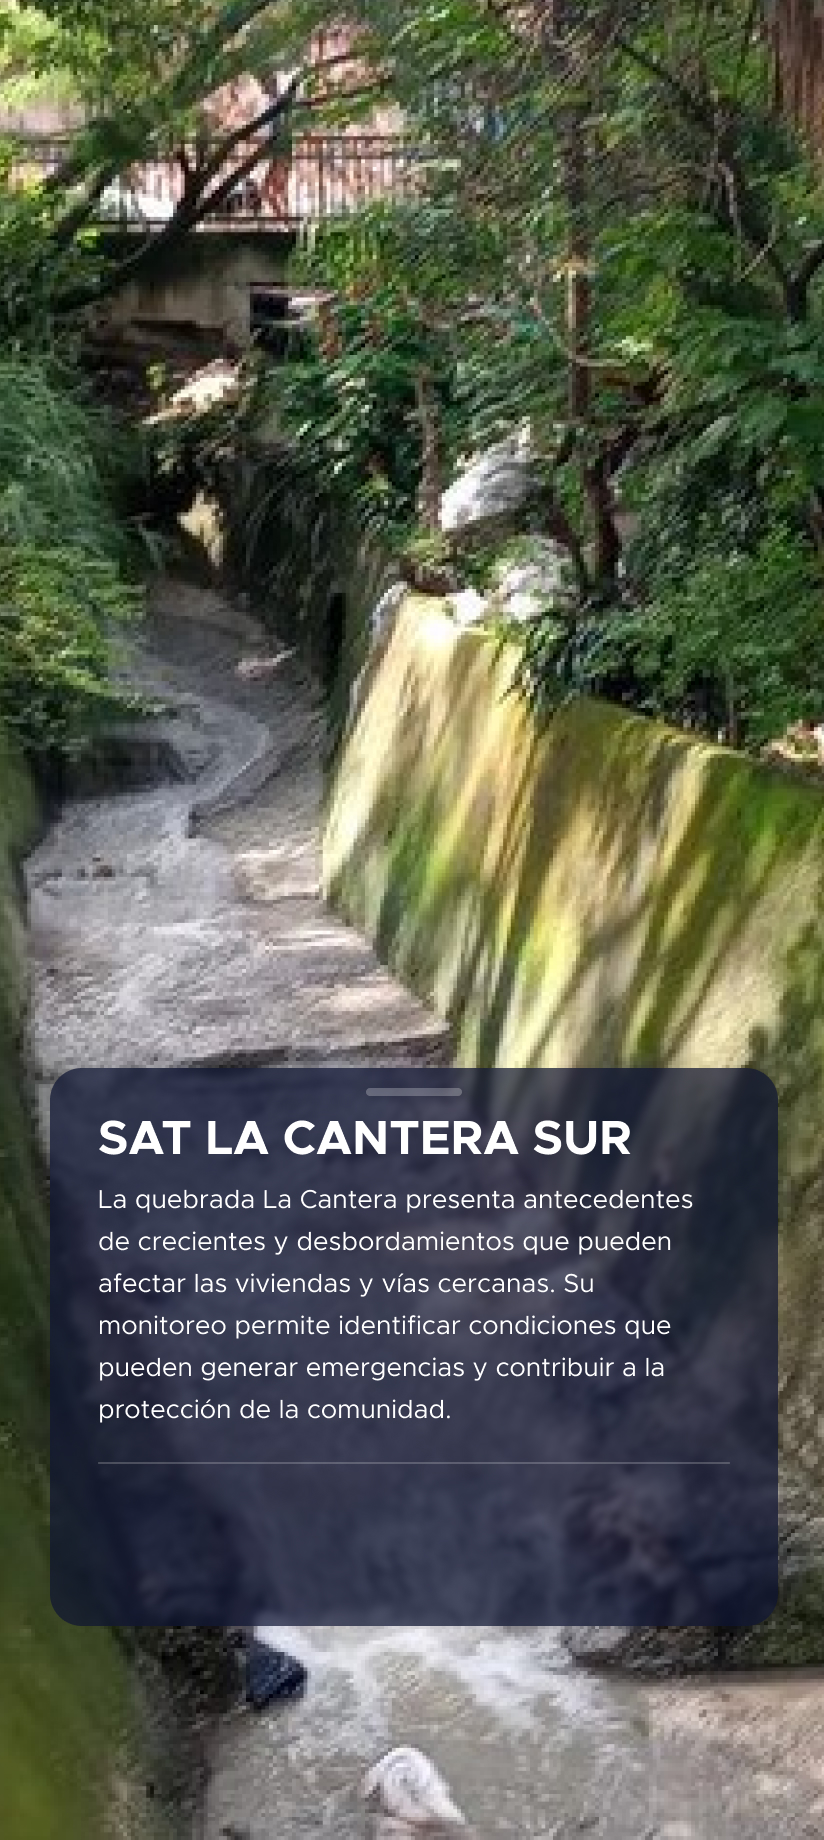 SAT LA CANTERA SUR
La quebrada La Cantera presenta antecedentes
de crecientes y desbordamientos que pueden
afectar las viviendas y vías cercanas. Su
monitoreo permite identificar condiciones que
pueden generar emergencias y contribuir a la
protección de la comunidad.